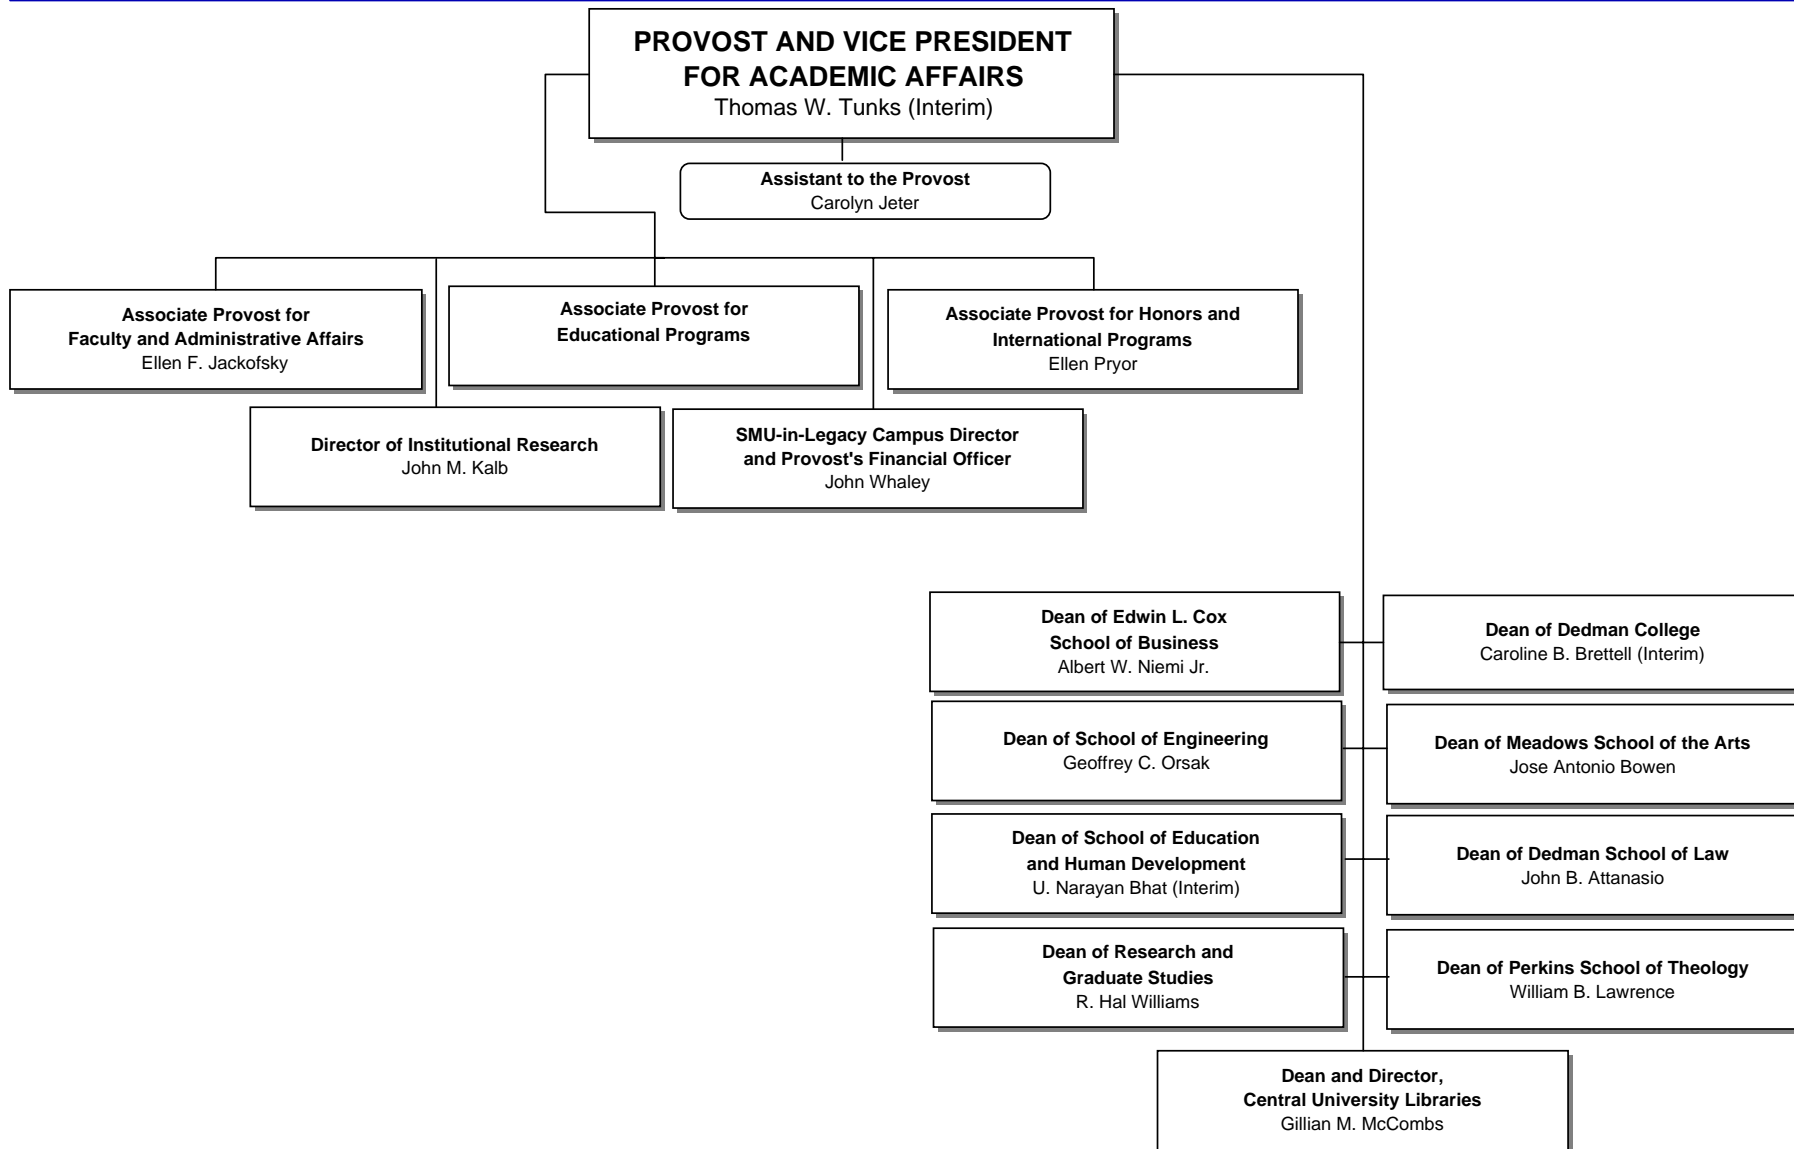 PROVOST AND VICE PRESIDENT
FOR ACADEMIC AFFAIRS
Thomas W. Tunks (Interim)
Assistant to the Provost
Carolyn Jeter
Associate Provost for
Faculty and Administrative Affairs
Ellen F. Jackofsky
Associate Provost for
Educational Programs
Associate Provost for Honors and
International Programs
Ellen Pryor
Director of Institutional Research
John M. Kalb
SMU-in-Legacy Campus Director
and Provost's Financial Officer
John Whaley
Dean of Edwin L. Cox
School of Business
Albert W. Niemi Jr.
Dean of Dedman College
Caroline B. Brettell (Interim)
Dean of School of Engineering
Geoffrey C. Orsak
Dean of Meadows School of the Arts
Jose Antonio Bowen
Dean of School of Education
and Human Development
U. Narayan Bhat (Interim)
Dean of Dedman School of Law
John B. Attanasio
Dean of Research and
Graduate Studies
R. Hal Williams
Dean of Perkins School of Theology
William B. Lawrence
Dean and Director,
Central University Libraries
Gillian M. McCombs